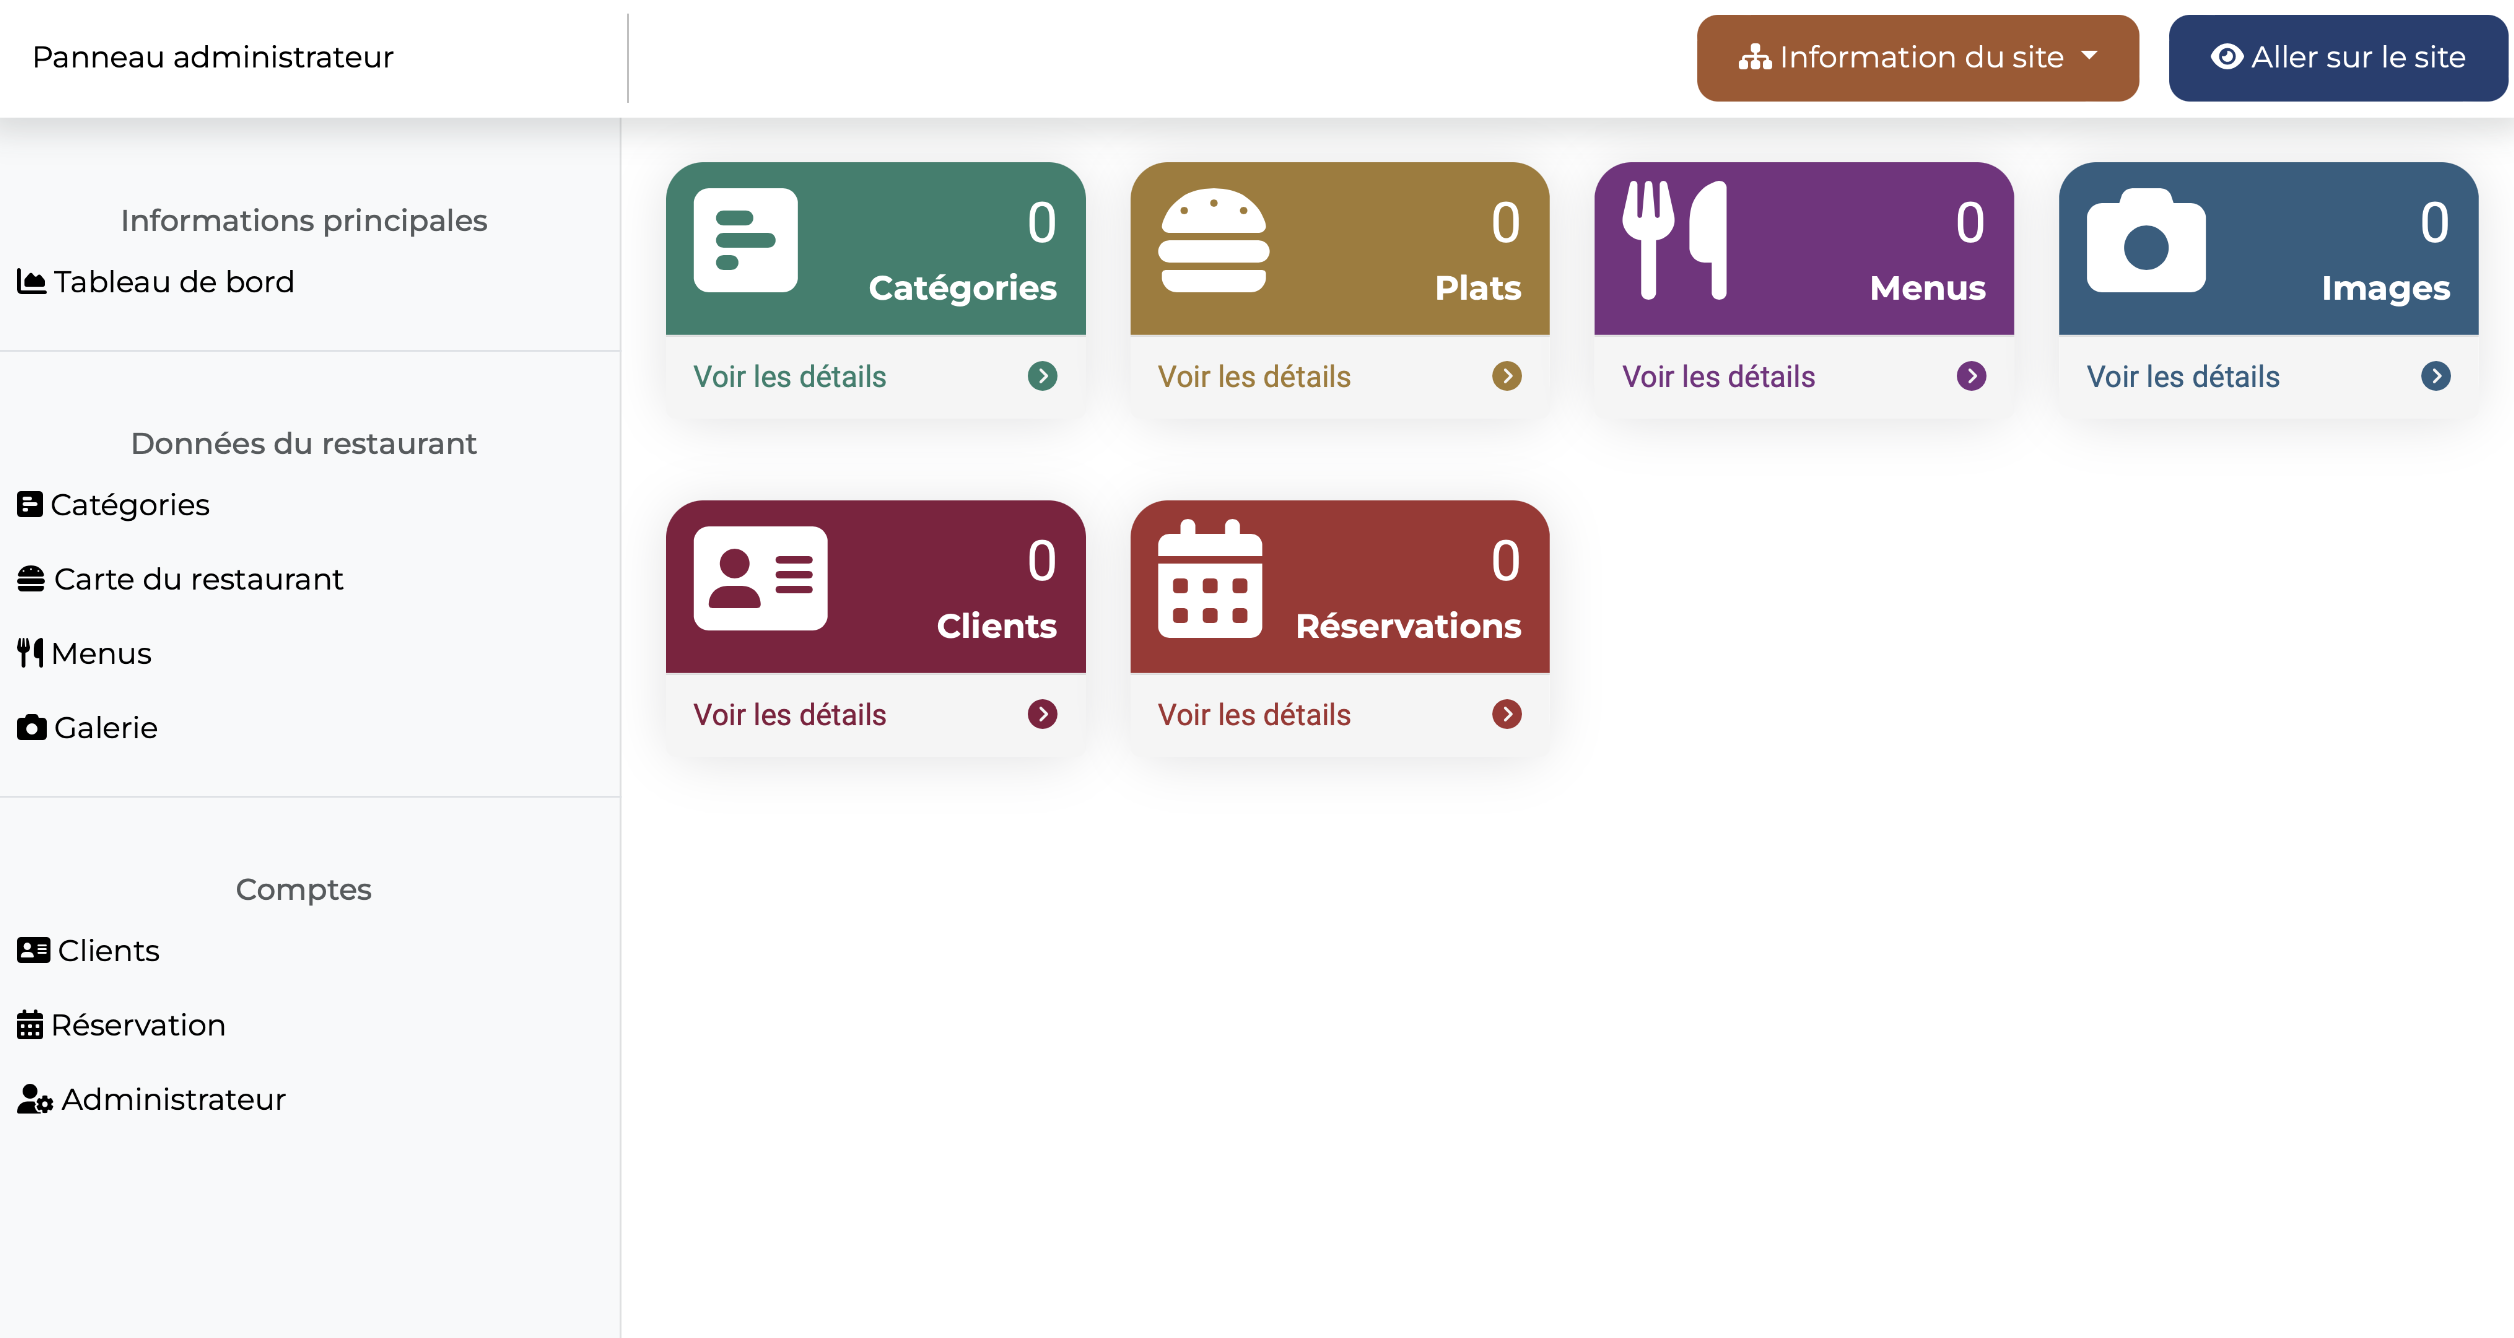 Panneau administrateur
Information du site
Aller sur le site
Informations principales
Tableau de bord
Données du restaurant
Catégories
Carte du restaurant
Menus
Galerie
Comptes
Clients
Réservation
Administrateur
0
Catégories
Voir les détails
0
Plats
Voir les détails
0
Menus
Voir les détails
0
Images
Voir les détails
0
Clients
Voir les détails
0
Réservations
Voir les détails